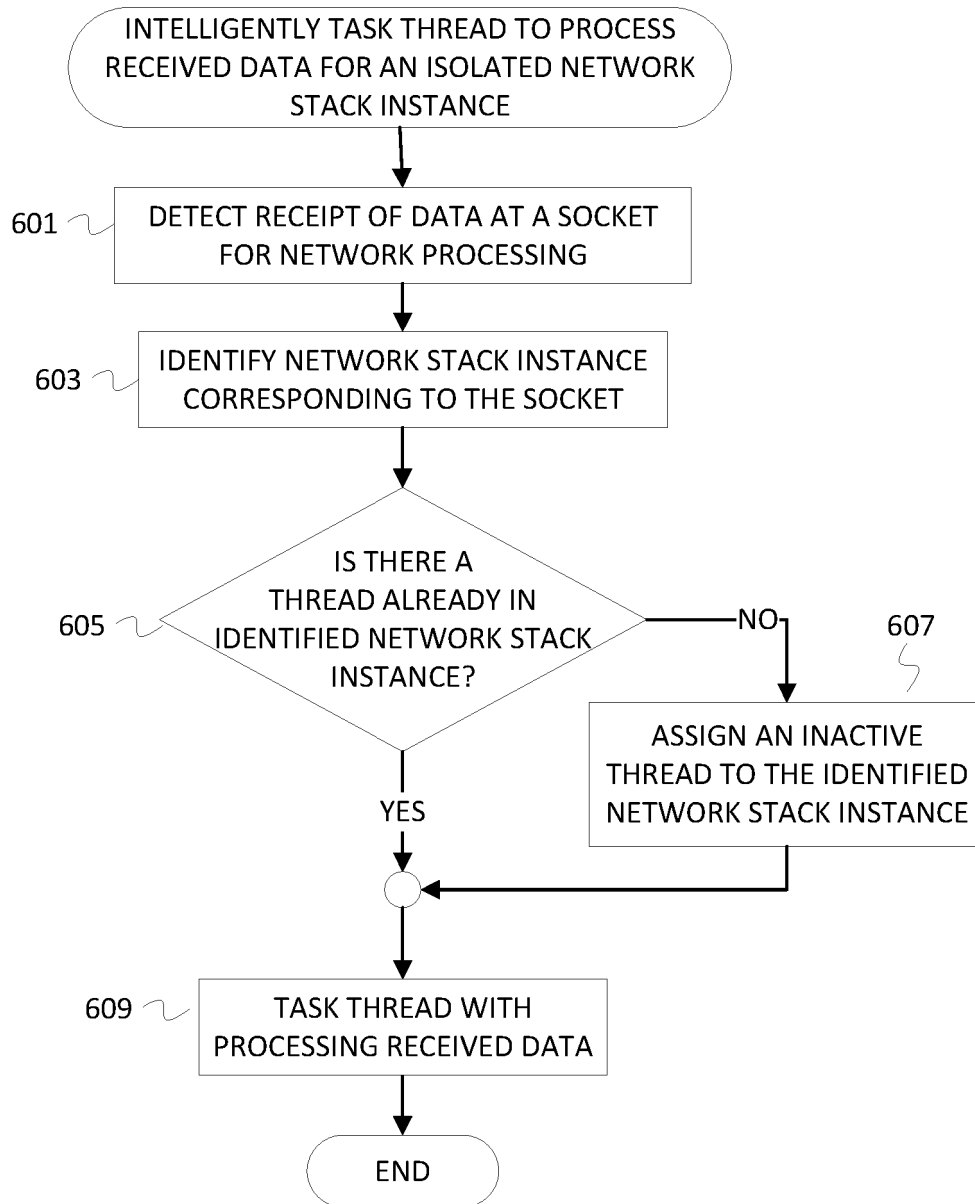 INTELLIGENTLY TASK THREAD TO PROCESS
RECEIVED DATA FOR AN ISOLATED NETWORK
STACK INSTANCE
601
DETECT RECEIPT OF DATA AT A SOCKET
FOR NETWORK PROCESSING
603
IDENTIFY NETWORK STACK INSTANCE
CORRESPONDING TO THE SOCKET
605
IS THERE A
THREAD ALREADY IN
IDENTIFIED NETWORK STACK
INSTANCE?
NO
607
ASSIGN AN INACTIVE
THREAD TO THE IDENTIFIED
NETWORK STACK INSTANCE
YES
609
TASK THREAD WITH
PROCESSING RECEIVED DATA
END